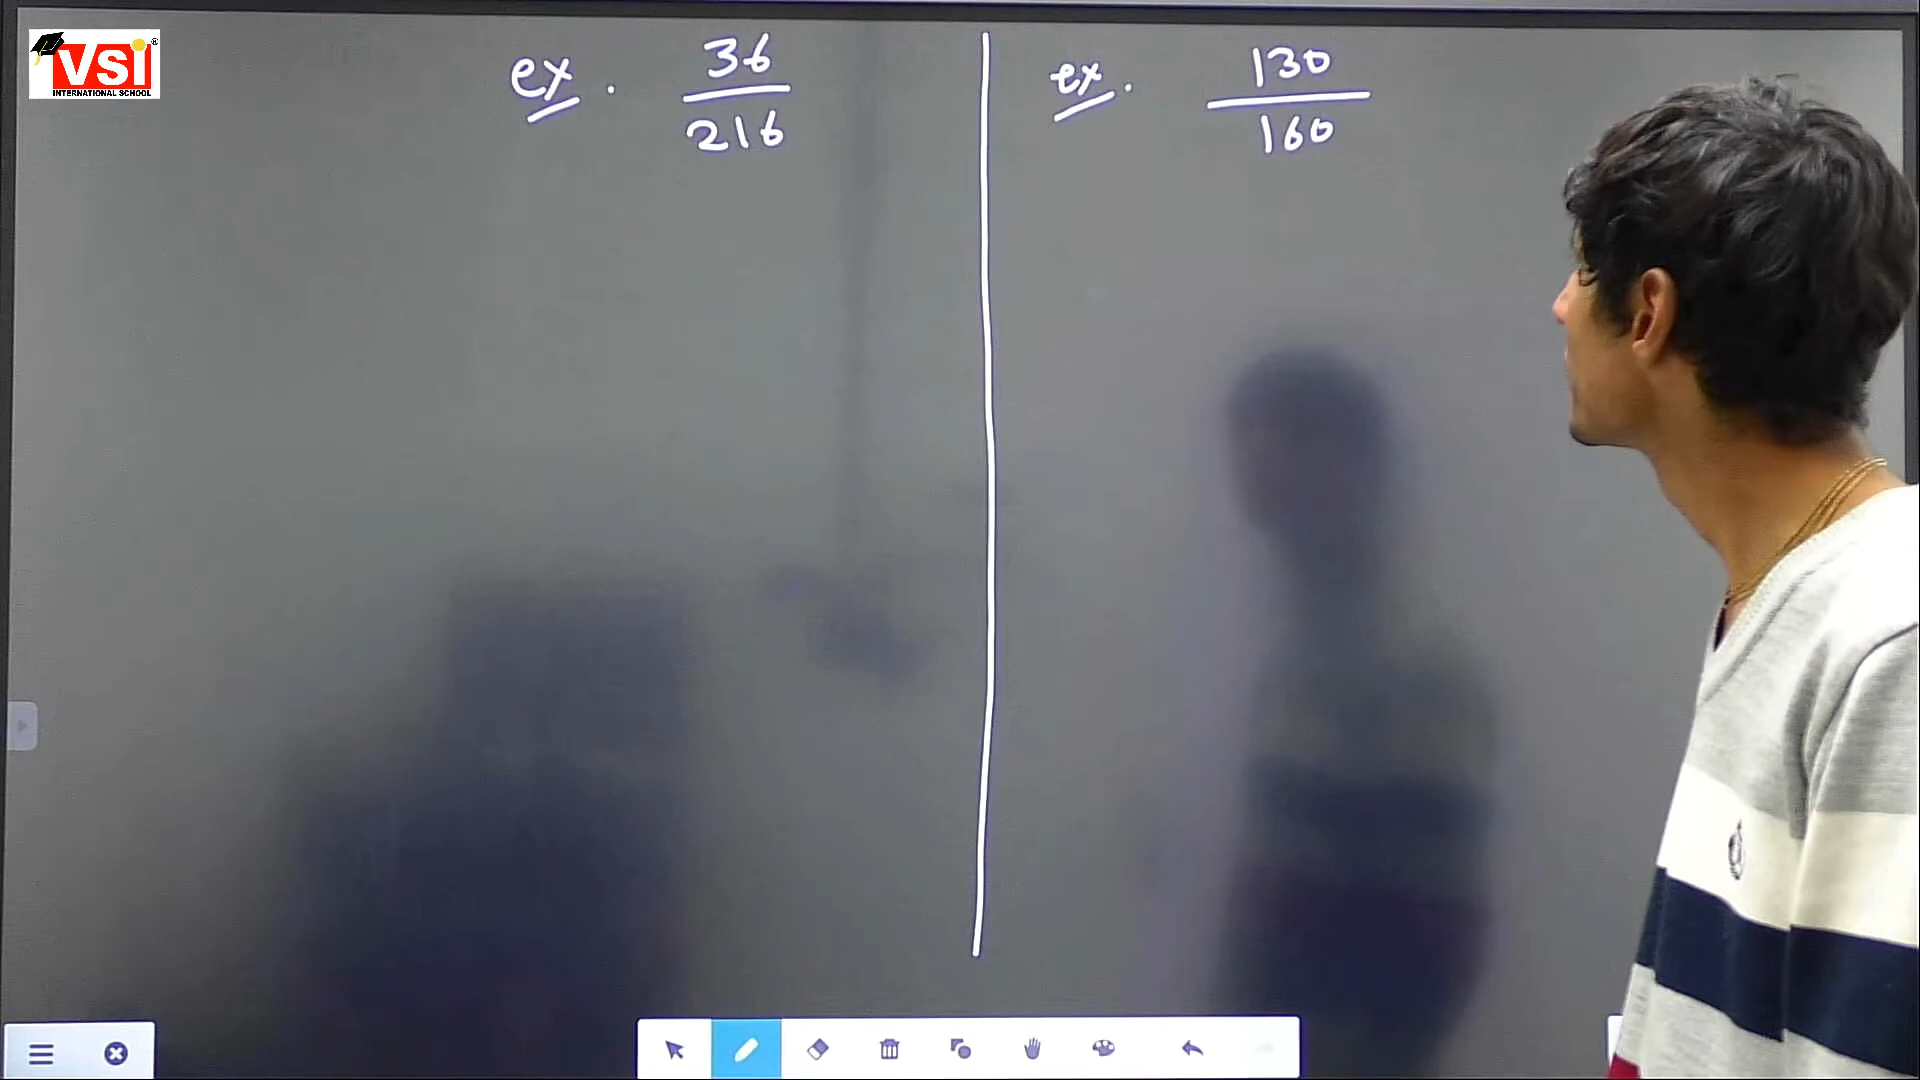 VSI
INTERNATIONAL SCHOOL
ex. 36/216
ex. 130/160